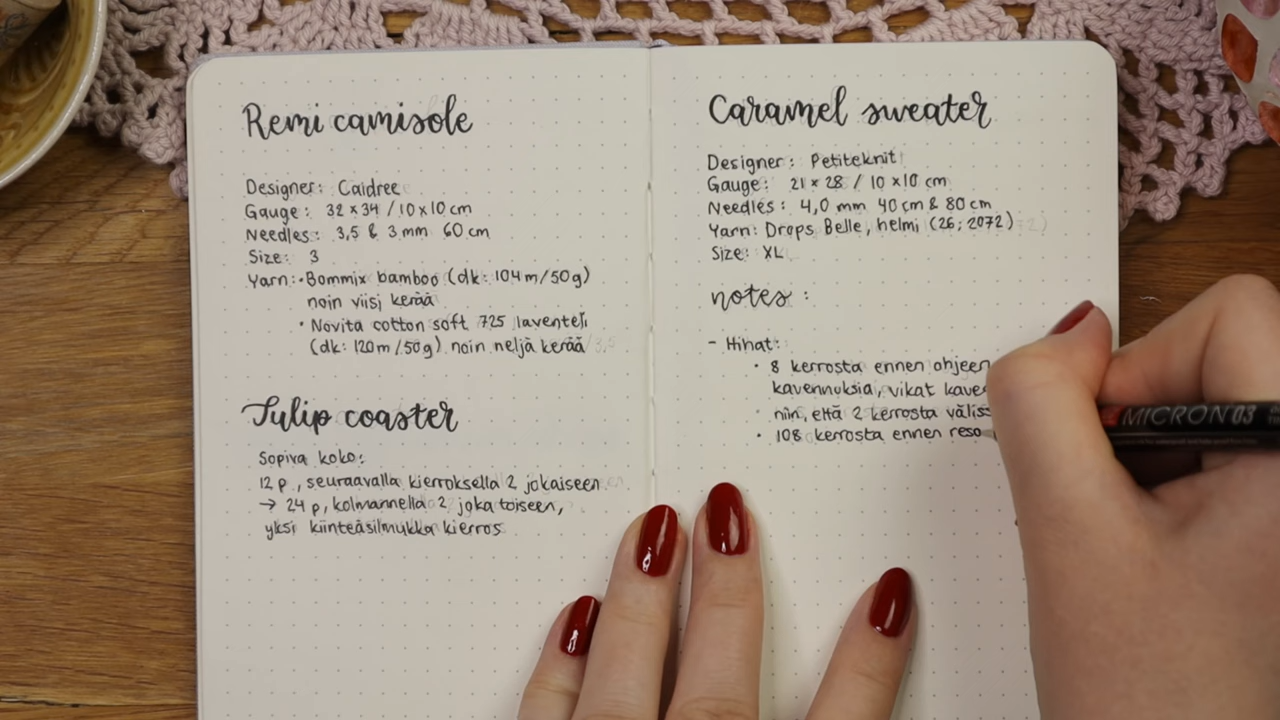 Remi camisole
Designer: Caidree
Gauge: 32 x 34 / 10 x 10 cm
Needles: 3,5 & 3 mm 60 cm
Size: 3
Yarn: • Bommix bamboo (dk: 104 m/50g)
noin viisi kerää
• Novita cotton soft 725 laventeli
(dk: 120m/50g) noin neljä kerää
Tulip coaster
Sopiva koko:
12 p, seuraavalla kierroksella 2 jokaiseen
→ 24 p, kolmannella 2 joka toiseen,
yksi kiinteäsilmukka kierros
Caramel sweater
Designer: Petiteknit
Gauge: 21 x 28 / 10 x 10 cm
Needles: 4,0 mm 40 cm & 80 cm
Yarn: Drops Belle, helmi (26; 2072)
Size: XL
notes :
- Hihat:
• 8 kerrosta ennen ohjeen
kavennuksia, vikat kave
niin, että 2 kerrosta väliss
• 108 kerrosta ennen reso
MICRON 03